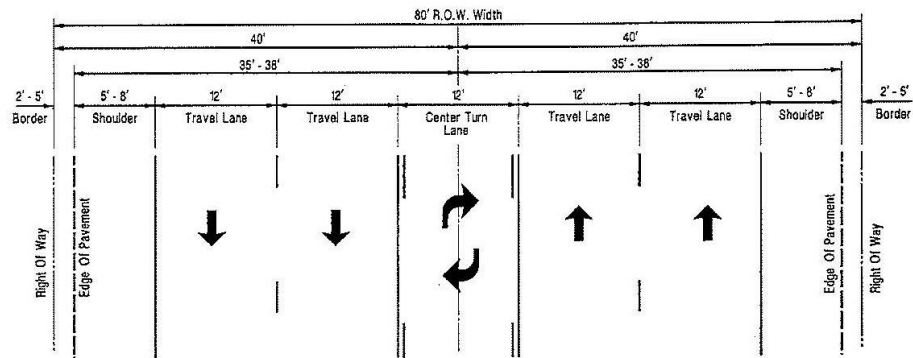 80' R.O.W. Width
40' 40'
35' - 38' 35' - 38'
2' - 5' 5' - 8' 12' 12' 12' 12' 12' 5' - 8' 2' - 5'
Border Shoulder Travel Lane Travel Lane Center Turn Travel Lane Travel Lane Shoulder Border
Lane
Right Of Way
Edge Of Pavement
Edge Of Pavement
Right Of Way